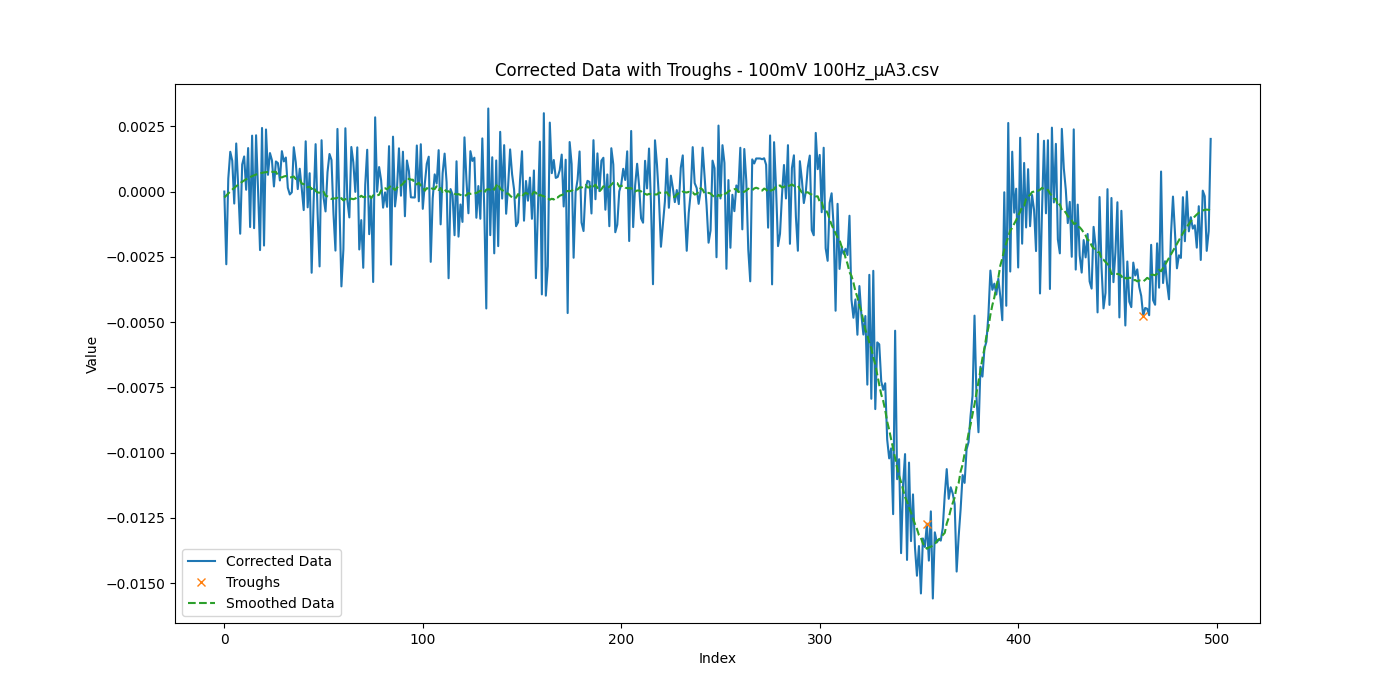 Corrected Data with Troughs - 100mV 100Hz_µA3.csv
0.0025
0.0000
−0.0025
−0.0050
−0.0075
−0.0100
−0.0125
−0.0150
Value
Corrected Data
Troughs
Smoothed Data
0 100 200 300 400 500
Index